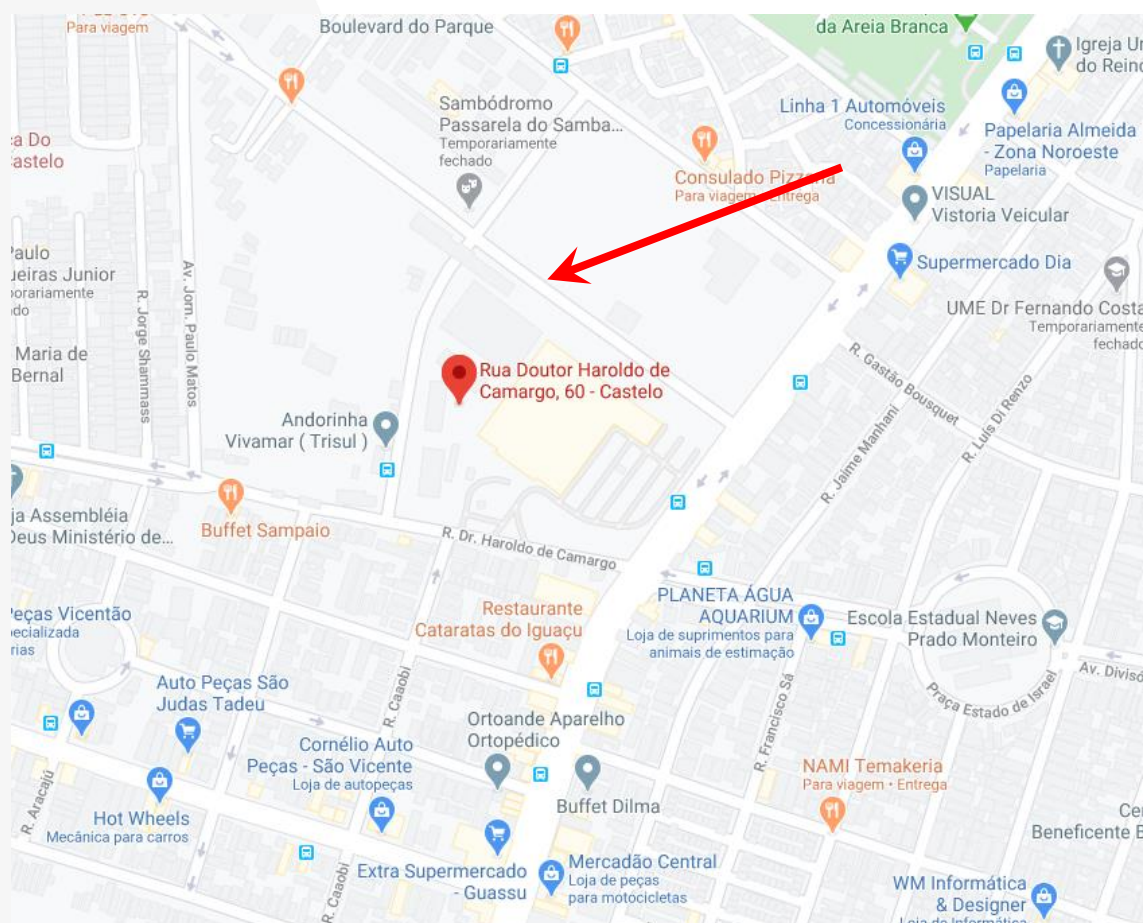 Para viagem
Boulevard do Parque
da Areia Branca
Igreja
do
Sambódromo
Passarela do Samba...
Temporariamente
fechado
Linha 1 Automóveis
Concessionária
Papelaria Almeida
- Zona Noroeste
Papelaria
Do
Consulado Pizzaria
Para viagem • Entrega
VISUAL
Vistoria Veicular
Supermercado Dia
UME Dr Fernando Costa
Temporariamente
fechado
Junior
Maria de
Bernal
R. Jorge Shammass
Av. Jorn. Paulo Matos
Rua Doutor Haroldo de
Camargo, 60 - Castelo
R. Gastão Bousquet
R. Luís Di Renzo
R. Jaime Manhani
Andorinha
Vivamar ( Trisul )
Assembléia
Ministério de...
Buffet Sampaio
R. Dr. Haroldo de Camargo
Restaurante
Cataratas do Iguaçu
PLANETA ÁGUA
AQUARIUM
Loja de suprimentos para
animais de estimação
Escola Estadual Neves
Prado Monteiro
Av.
Praça Estado de Israel
Vicentão
Auto Peças São
Judas Tadeu
R. Caaobi
R. Francisco Sá
Ortoande Aparelho
Ortopédico
Cornélio Auto
Peças - São Vicente
Loja de autopeças
NAMI Temakeria
Para viagem • Entrega
R. Aracajú
Hot Wheels
Mecânica para carros
Buffet Dilma
Beneficente
Extra Supermercado
- Guassu
Mercadão Central
Loja de peças
para motocicletas
R. Caaobi
WM Informática
& Designer
Loja de Informática